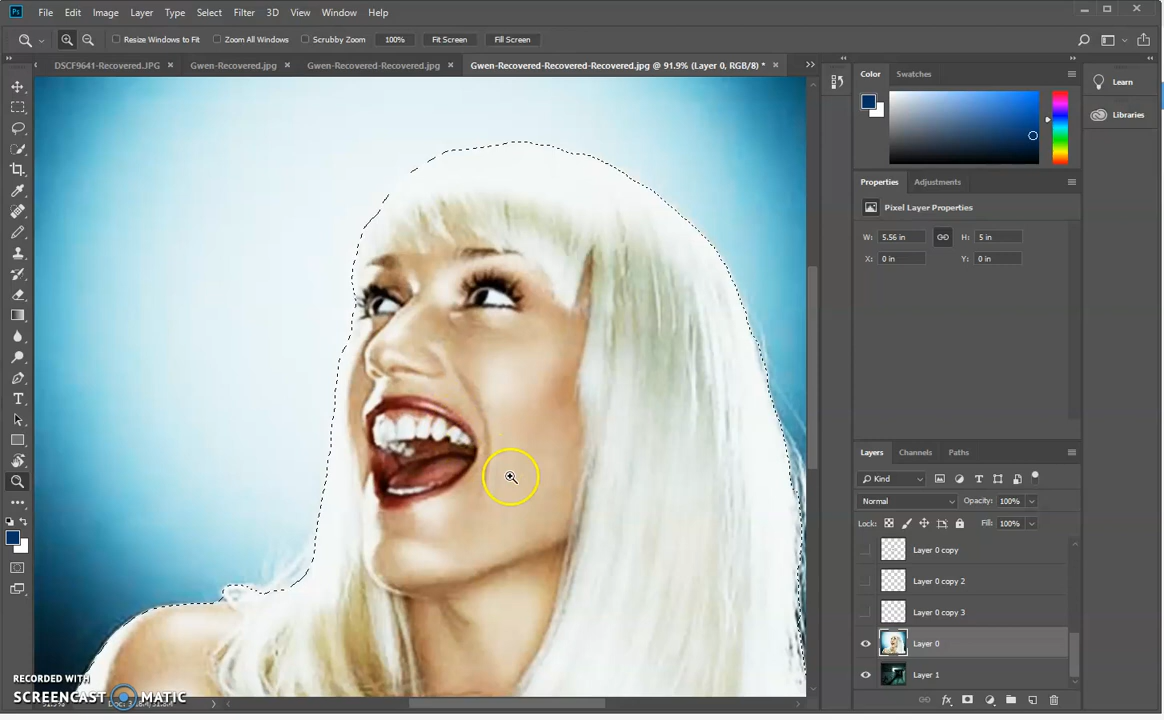 Ps File Edit Image Layer Type Select Filter 3D View Window Help
Resize Windows to Fit Zoom All Windows Scrubby Zoom 100% Fit Screen Fill Screen
DSCF9641-Recovered.JPG × Gwen-Recovered.jpg × Gwen-Recovered-Recovered.jpg × Gwen-Recovered-Recovered-Recovered.jpg @ 91.9% (Layer 0, RGB/8) * ×
Color Swatches
Learn
Libraries
Properties Adjustments
Pixel Layer Properties
W: 5.56 in H: 5 in
X: 0 in Y: 0 in
Layers Channels Paths
Kind
Normal Opacity: 100%
Lock: Fill: 100%
Layer 0 copy
Layer 0 copy 2
Layer 0 copy 3
Layer 0
Layer 1
fx
RECORDED WITH
SCREENCAST MATIC